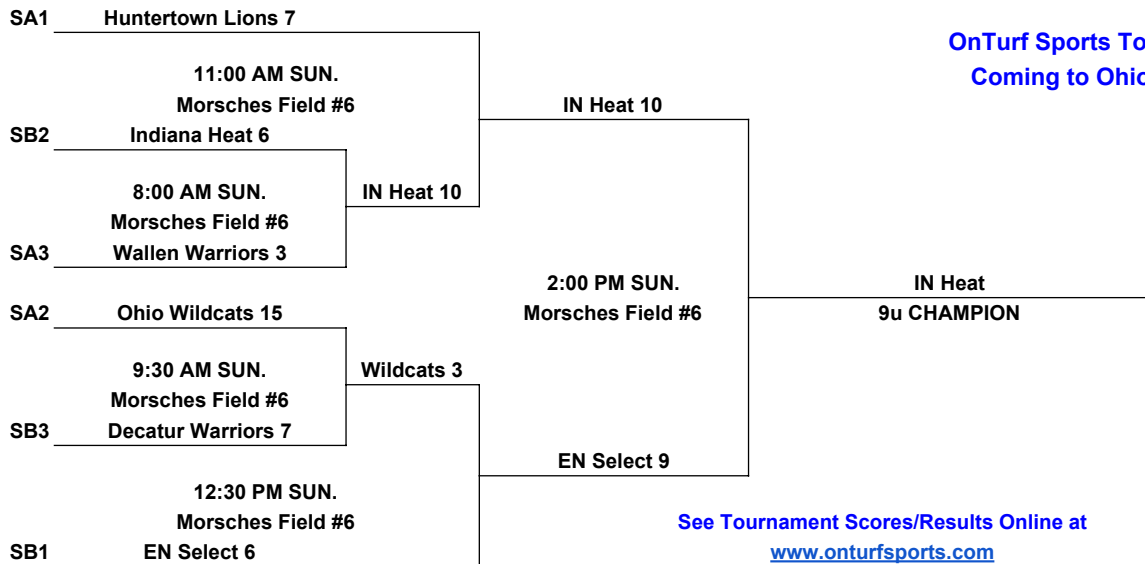 SA1 Huntertown Lions 7
OnTurf Sports To
Coming to Ohio
11:00 AM SUN.
Morsches Field #6
IN Heat 10
SB2 Indiana Heat 6
8:00 AM SUN.
IN Heat 10
Morsches Field #6
SA3 Wallen Warriors 3
2:00 PM SUN.
IN Heat
SA2 Ohio Wildcats 15
Morsches Field #6
9u CHAMPION
9:30 AM SUN.
Wildcats 3
Morsches Field #6
SB3 Decatur Warriors 7
EN Select 9
12:30 PM SUN.
Morsches Field #6
See Tournament Scores/Results Online at
SB1 EN Select 6
www.onturfsports.com